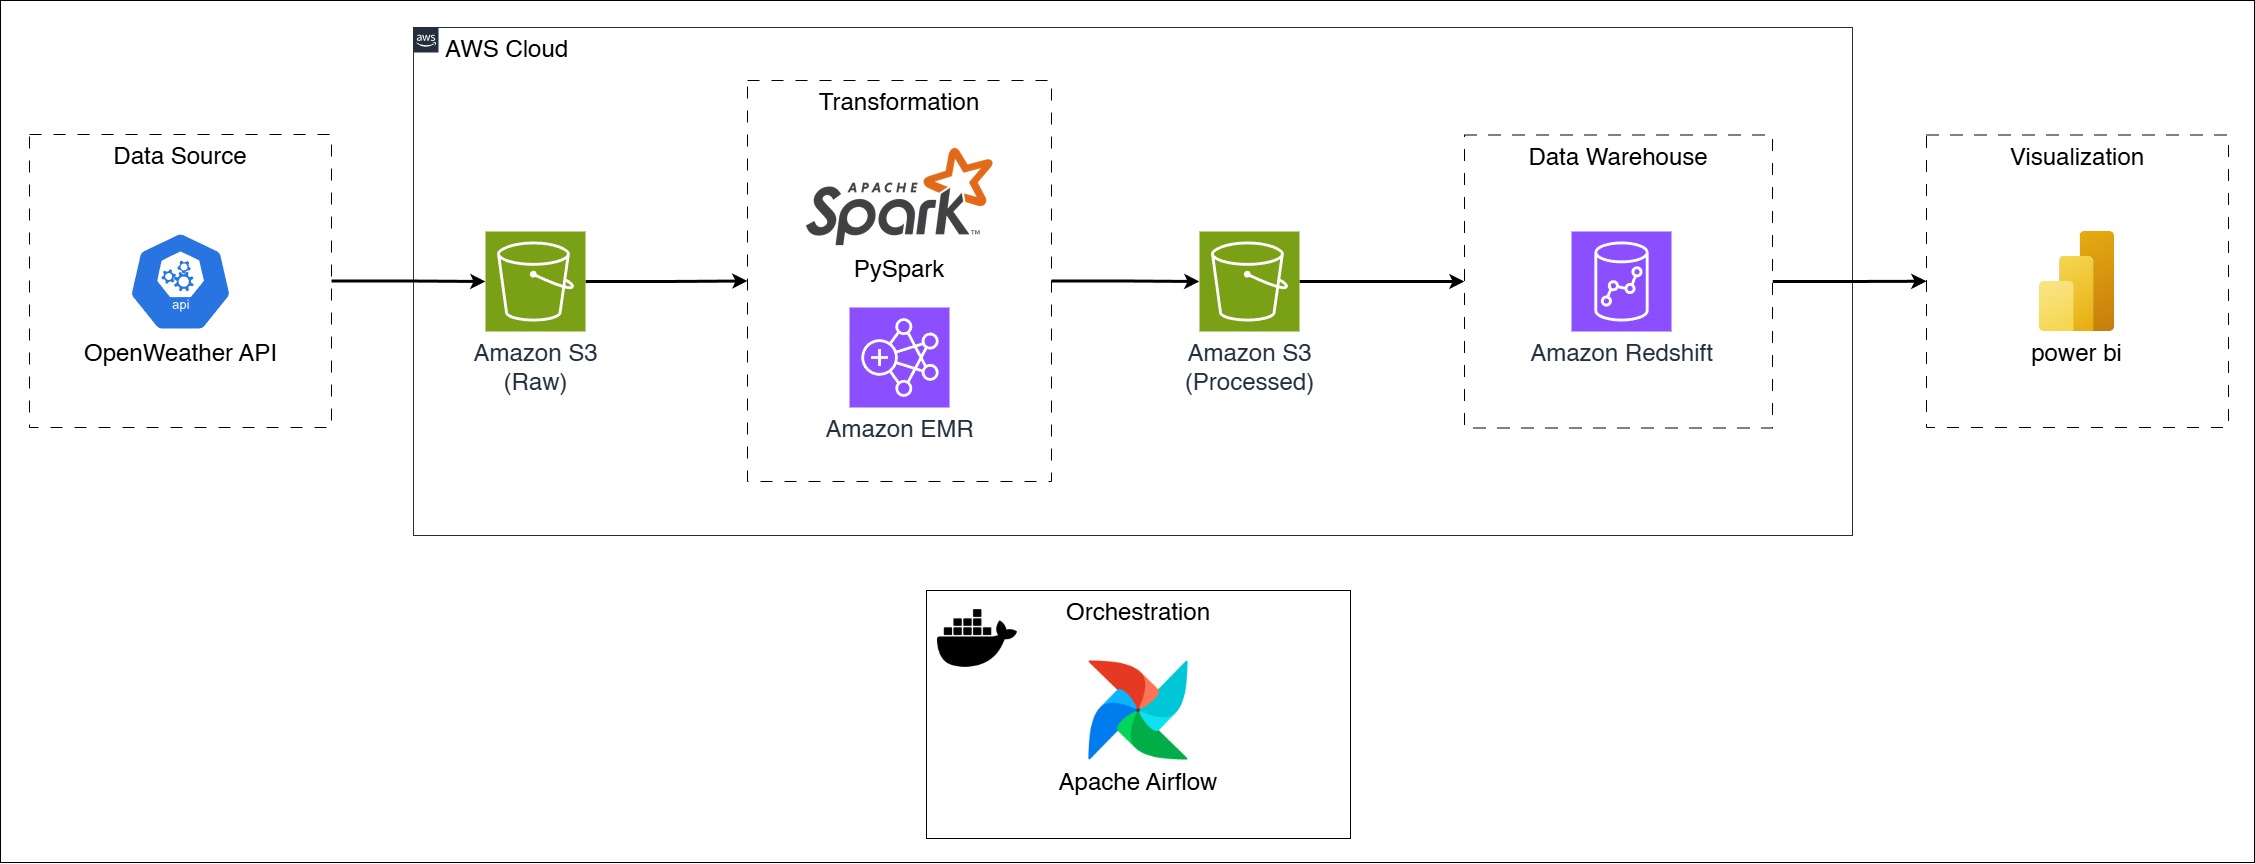 aws
AWS Cloud
Data Source
api
OpenWeather API
Amazon S3
(Raw)
Transformation
APACHE
Spark™
PySpark
Amazon EMR
Amazon S3
(Processed)
Data Warehouse
Amazon Redshift
Visualization
power bi
Orchestration
Apache Airflow